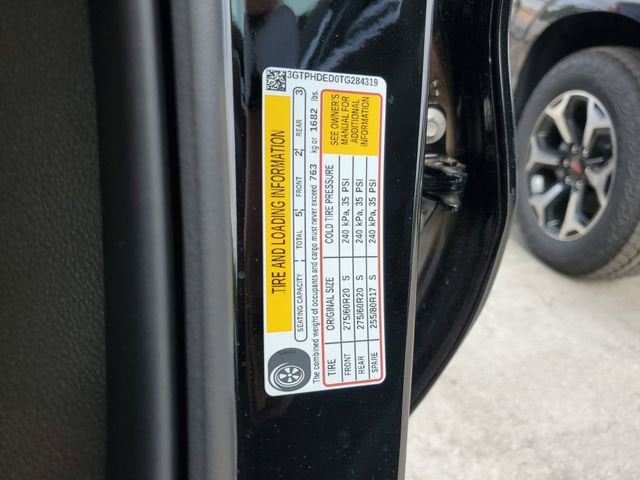 3GTPHDED0TG284319
TIRE AND LOADING INFORMATION
SEATING CAPACITY TOTAL 5 FRONT 2 REAR 3
The combined weight of occupants and cargo must never exceed 763 kg or 1682 lbs.
TIRE ORIGINAL SIZE COLD TIRE PRESSURE
FRONT 275/60R20 S 240 kPa, 35 PSI
REAR 275/60R20 S 240 kPa, 35 PSI
SPARE 255/80R17 S 240 kPa, 35 PSI
SEE OWNER'S
MANUAL FOR
ADDITIONAL
INFORMATION